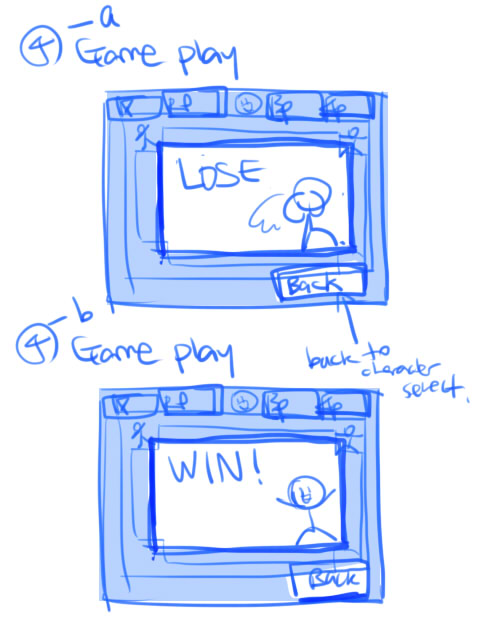 4 - a
Game play
LOSE
Back
back to
character
select.
4 - b
Game play
WIN!
Back